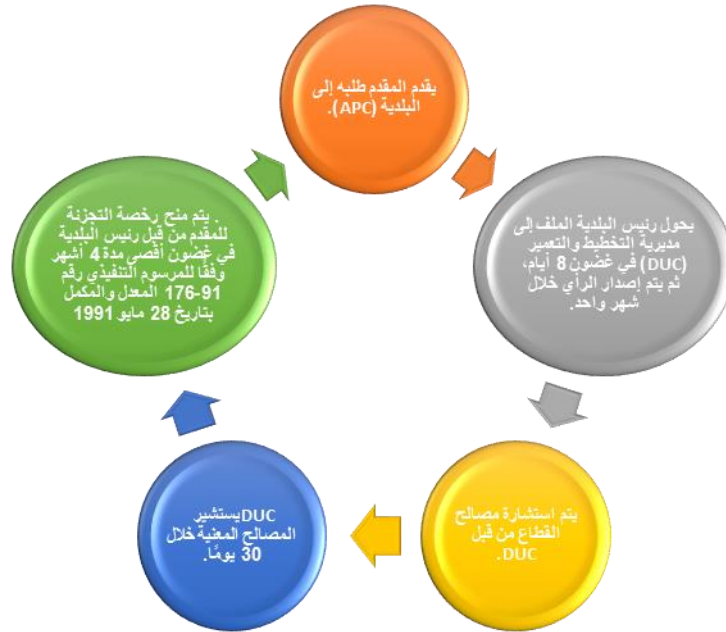 يقدم المقدم طلبه إلى
البلدية (APC).
يحول رئيس البلدية الملف إلى
مديرية التخطيط والتعمير
(DUC) في غضون 8 أيام،
ثم يتم إصدار الرأي خلال
شهر واحد.
يتم استشارة مصالح
القطاع من قبل
DUC.
DUCيستشير
المصالح المعنية خلال
30 يومًا.
. يتم منح رخصة التجزئة
للمقدم من قبل رئيس البلدية
في غضون أقصى مدة 4 أشهر
وفقًا للمرسوم التنفيذي رقم
91-176 المعدل والمكمل
بتاريخ 28 مايو 1991